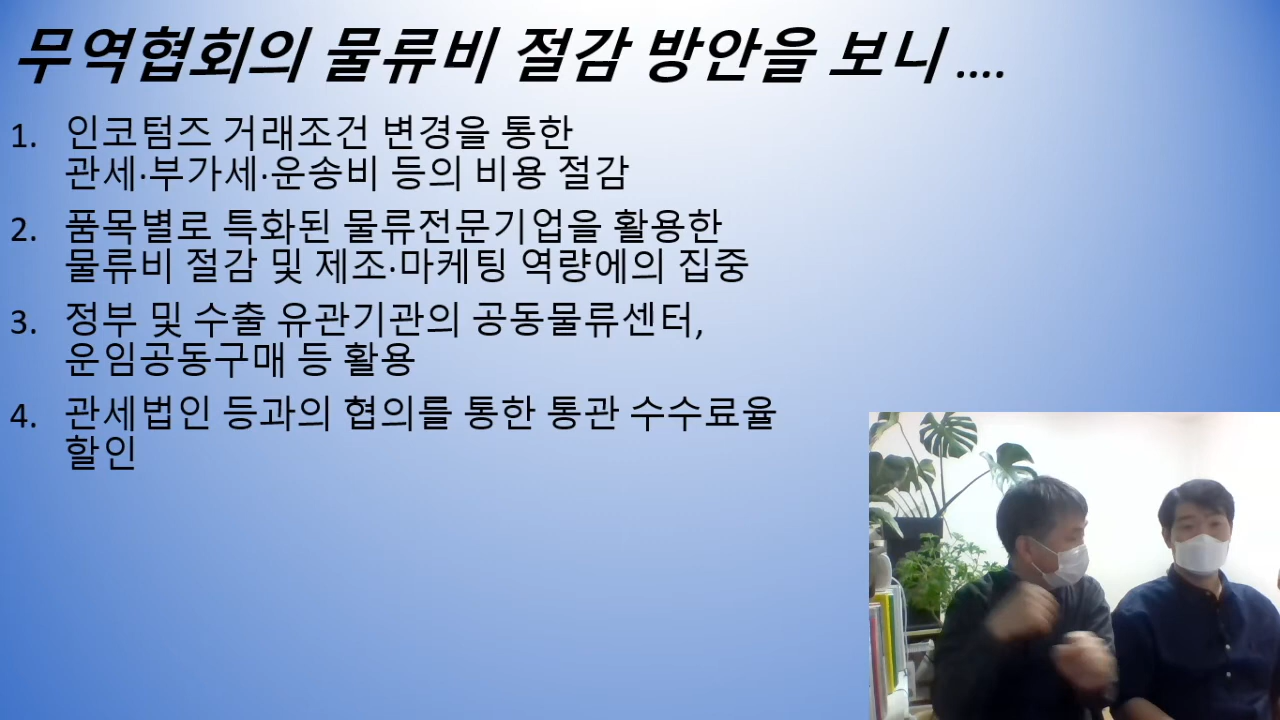 무역협회의 물류비 절감 방안을 보니 ....
1. 인코텀즈 거래조건 변경을 통한
관세·부가세·운송비 등의 비용 절감
2. 품목별로 특화된 물류전문기업을 활용한
물류비 절감 및 제조·마케팅 역량에의 집중
3. 정부 및 수출 유관기관의 공동물류센터,
운임공동구매 등 활용
4. 관세법인 등과의 협의를 통한 통관 수수료율
할인